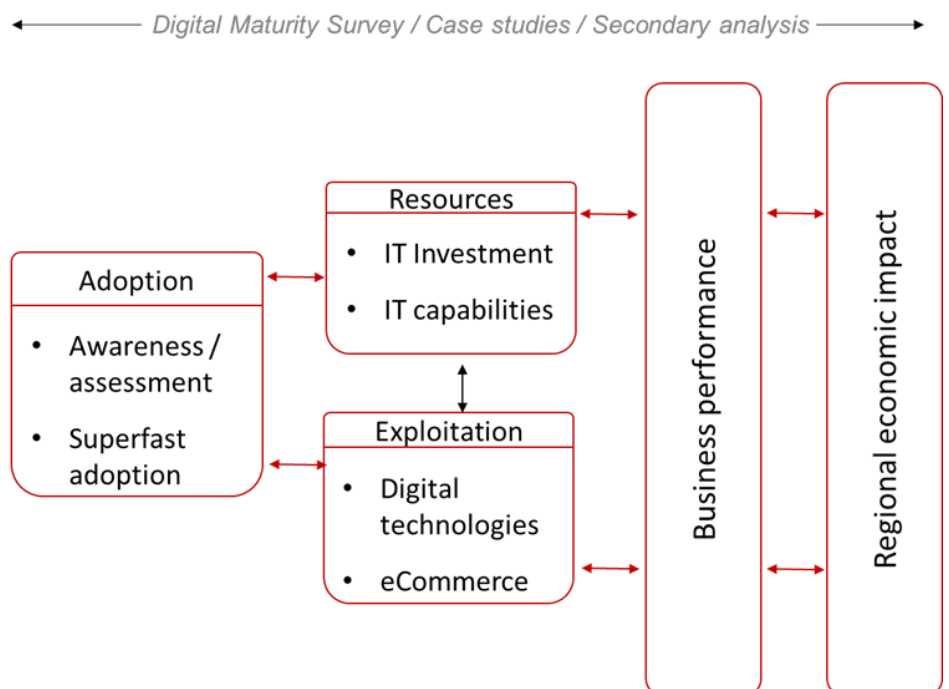 Digital Maturity Survey / Case studies / Secondary analysis
Adoption
• Awareness /
assessment
• Superfast
adoption
Resources
• IT Investment
• IT capabilities
Exploitation
• Digital
technologies
• eCommerce
Business performance
Regional economic impact